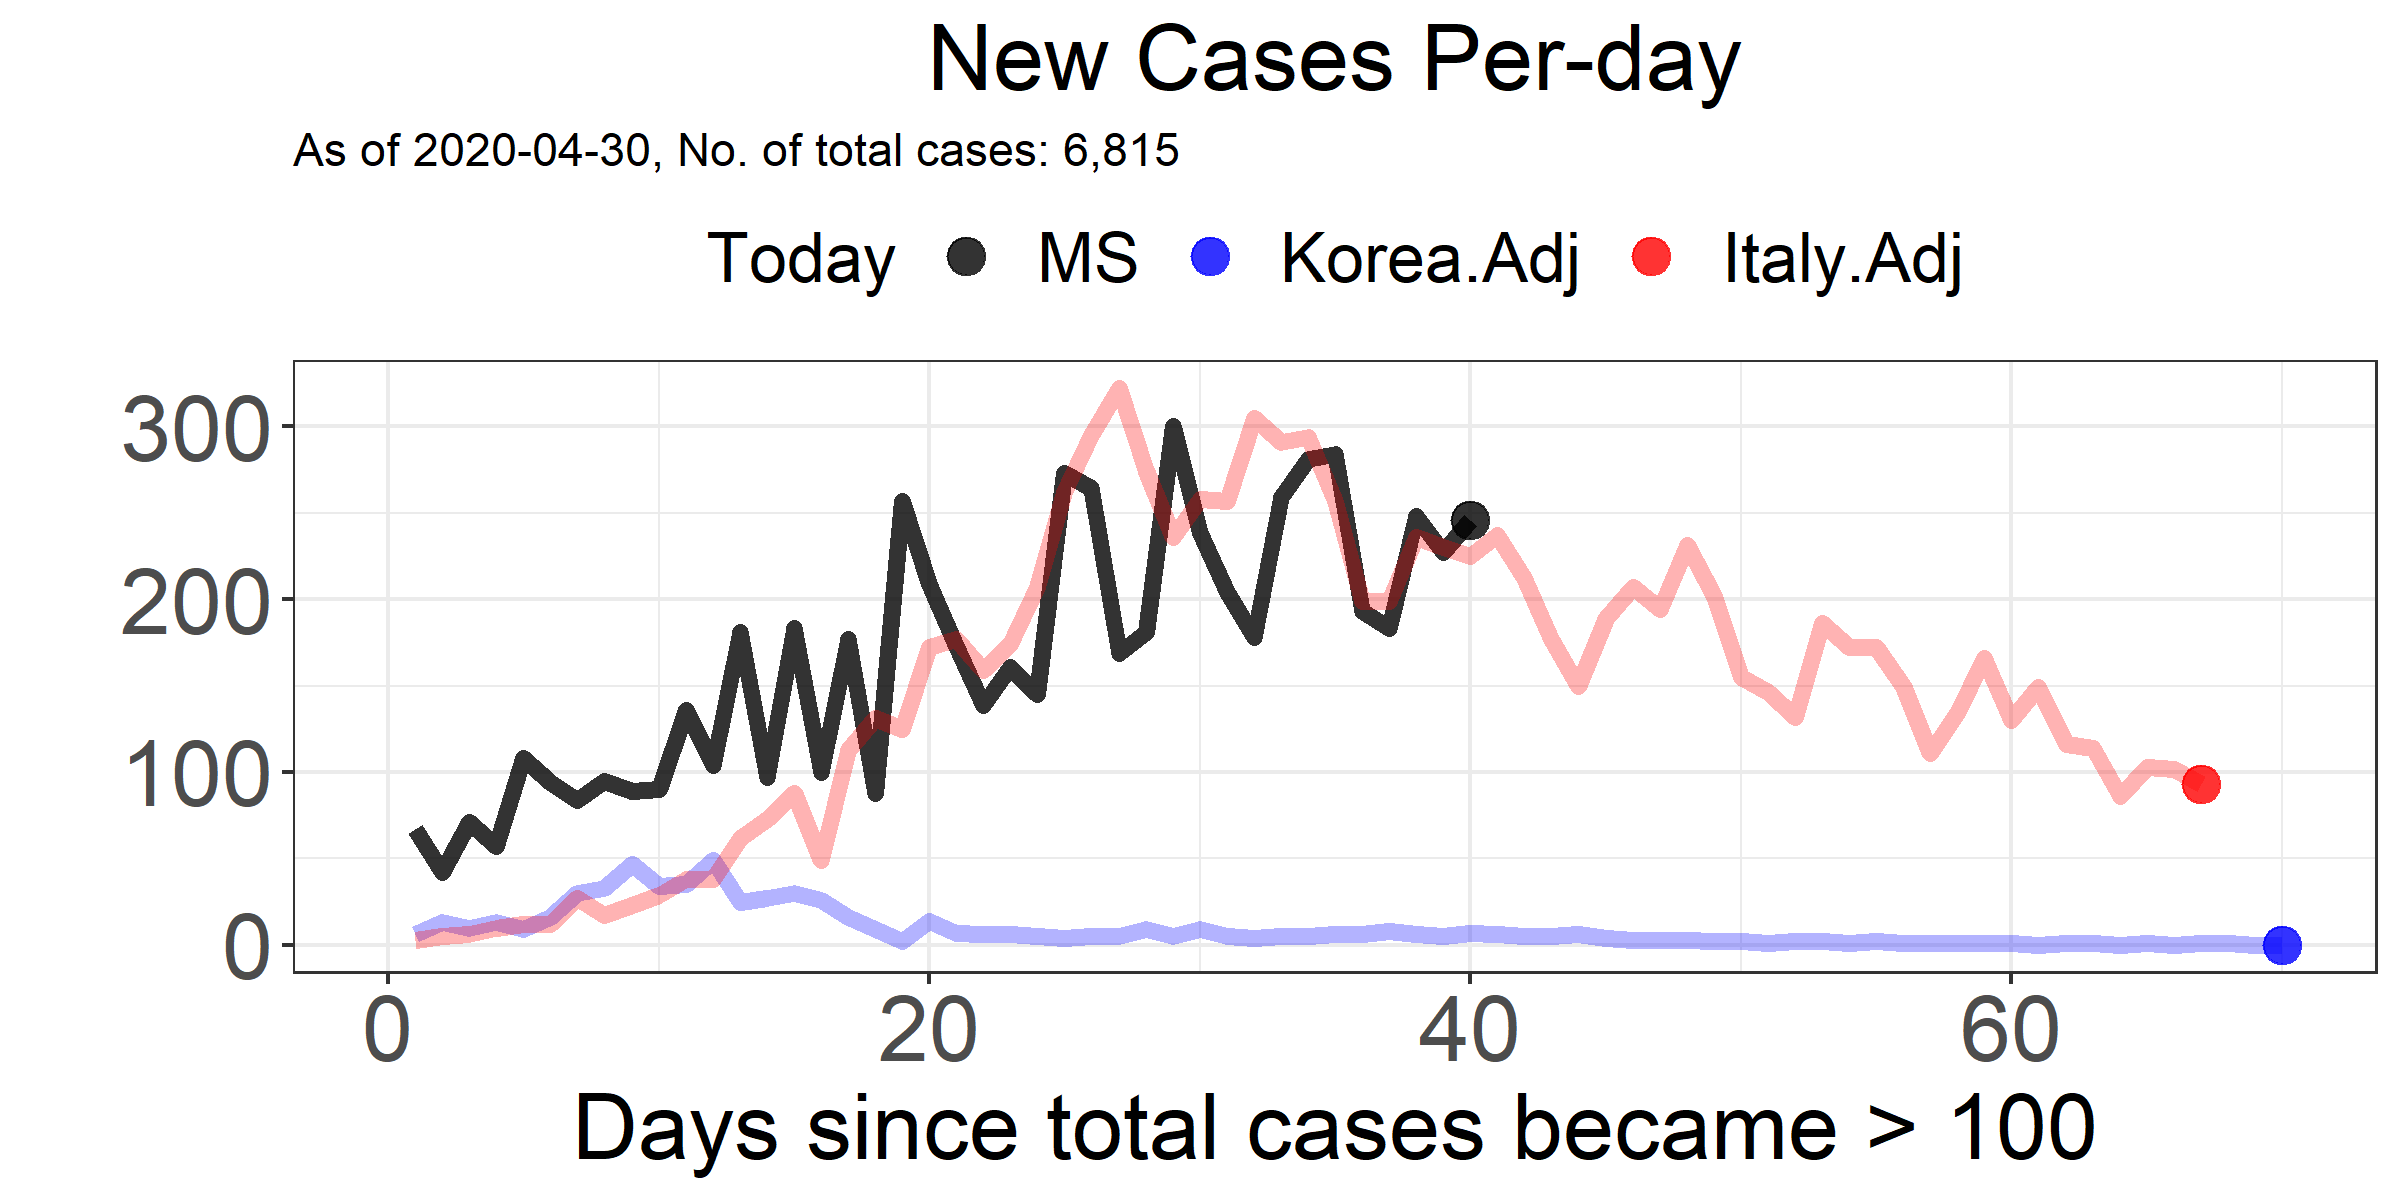 New Cases Per-day
As of 2020-04-30, No. of total cases: 6,815
Today MS Korea.Adj Italy.Adj
300
200
100
0
0 20 40 60
Days since total cases became > 100